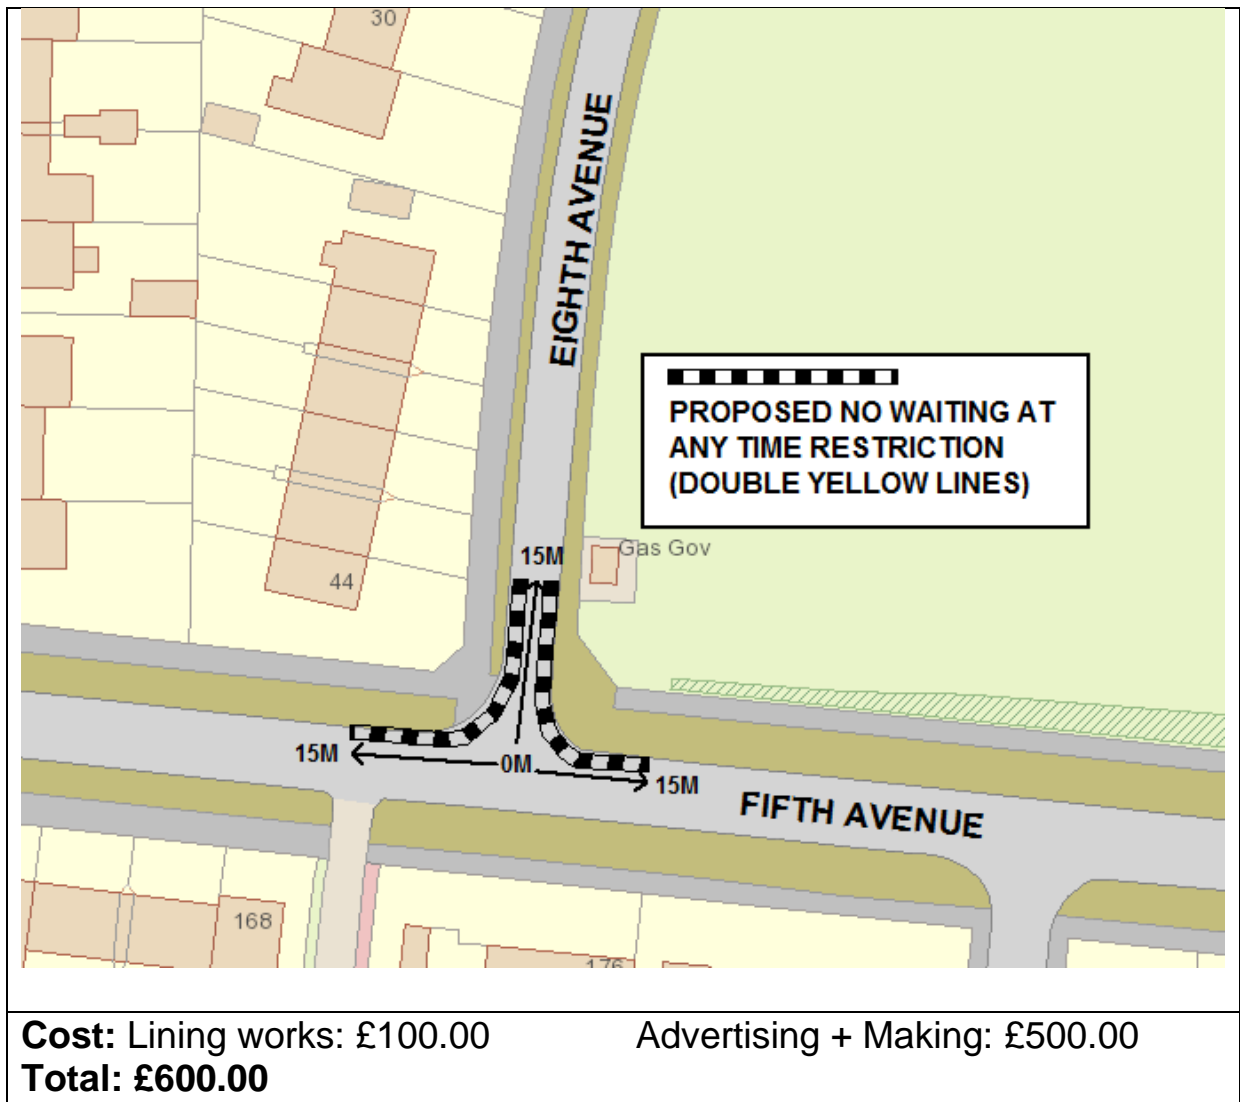 30
EIGHTH AVENUE
PROPOSED NO WAITING AT
ANY TIME RESTRICTION
(DOUBLE YELLOW LINES)
15M
Gas Gov
44
15M
0M
15M
FIFTH AVENUE
168
176
Cost: Lining works: £100.00 Advertising + Making: £500.00
Total: £600.00